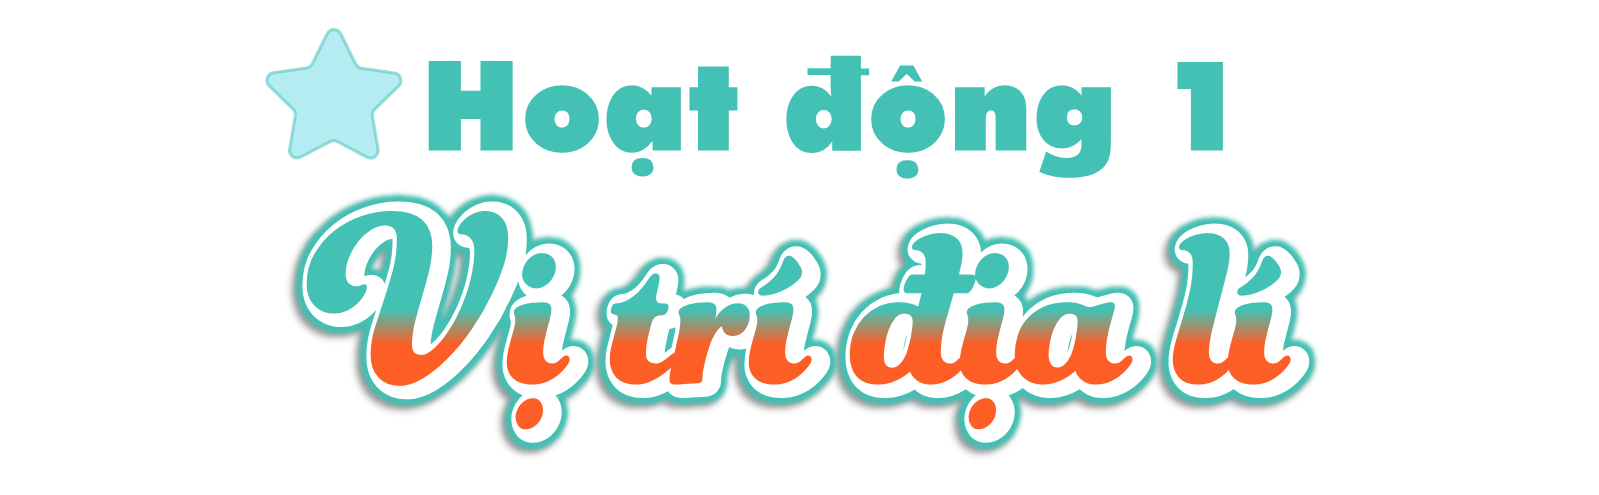 Hoạt động 1
Vị trí địa lí